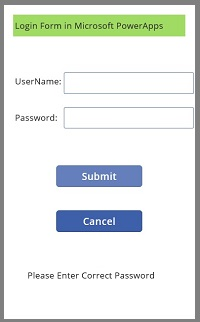 Login Form in Microsoft PowerApps
UserName:
Password:
Submit
Cancel
Please Enter Correct Password